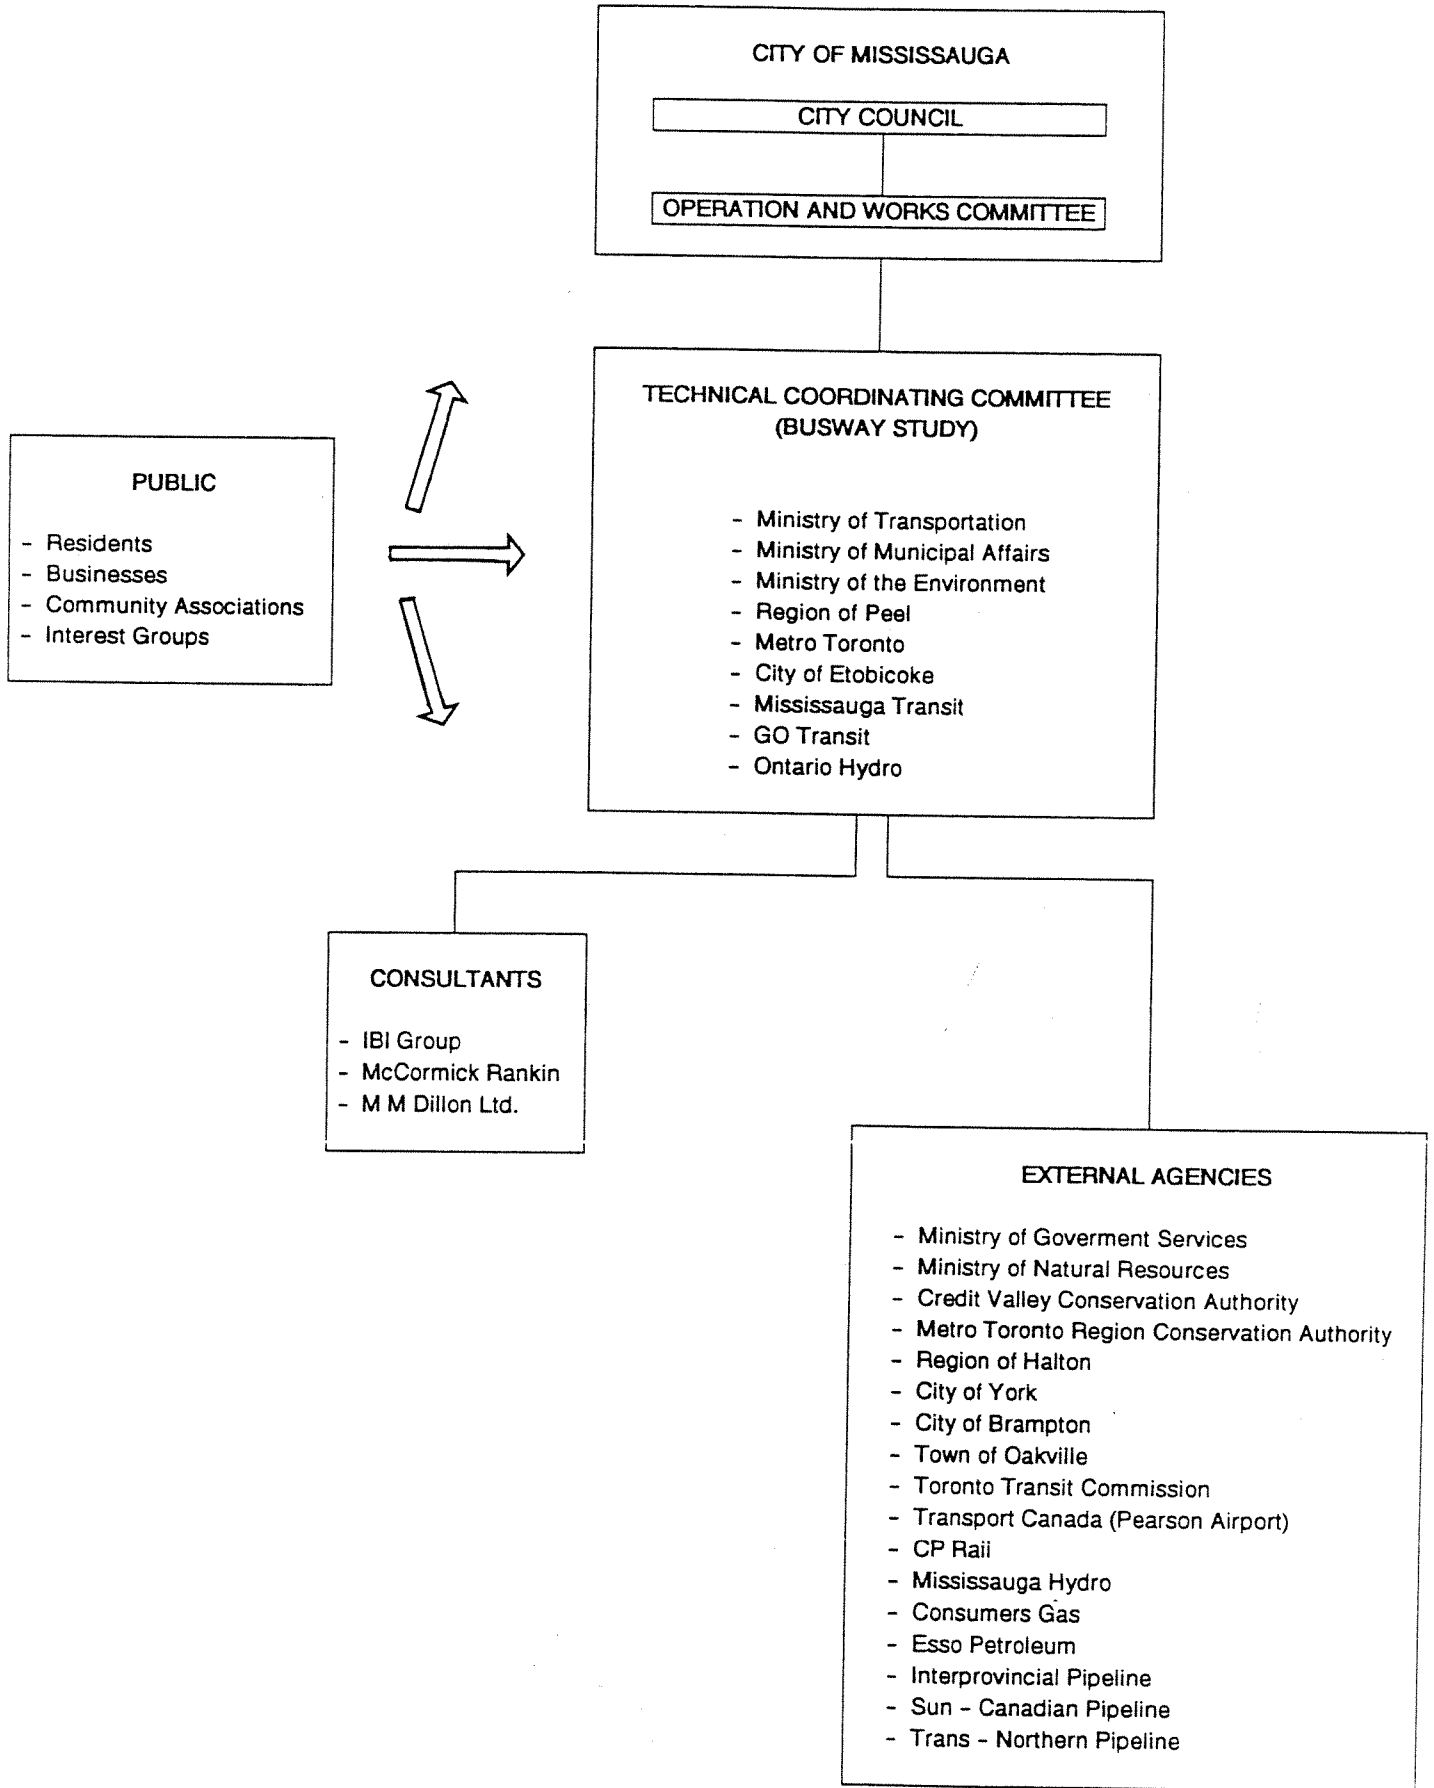 CITY OF MISSISSAUGA
CITY COUNCIL
OPERATION AND WORKS COMMITTEE
TECHNICAL COORDINATING COMMITTEE
(BUSWAY STUDY)
- Ministry of Transportation
- Ministry of Municipal Affairs
- Ministry of the Environment
- Region of Peel
- Metro Toronto
- City of Etobicoke
- Mississauga Transit
- GO Transit
- Ontario Hydro
PUBLIC
- Residents
- Businesses
- Community Associations
- Interest Groups
CONSULTANTS
- IBI Group
- McCormick Rankin
- M M Dillon Ltd.
EXTERNAL AGENCIES
- Ministry of Goverment Services
- Ministry of Natural Resources
- Credit Valley Conservation Authority
- Metro Toronto Region Conservation Authority
- Region of Halton
- City of York
- City of Brampton
- Town of Oakville
- Toronto Transit Commission
- Transport Canada (Pearson Airport)
- CP Rail
- Mississauga Hydro
- Consumers Gas
- Esso Petroleum
- Interprovincial Pipeline
- Sun - Canadian Pipeline
- Trans - Northern Pipeline